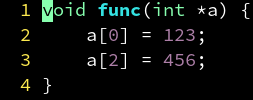 1 void func(int *a) {
2     a[0] = 123;
3     a[2] = 456;
4 }